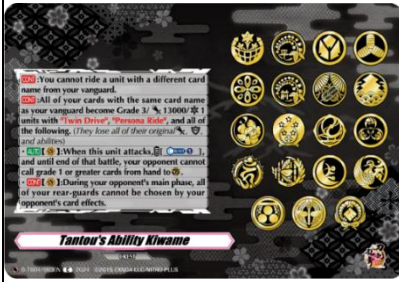 CONT:You cannot ride a unit with a different card
name from your vanguard.
CONT:All of your cards with the same card name
as your vanguard become Grade 3/ 13000/ 1
units with "Twin Drive", "Persona Ride", and all of
the following. (They lose all of their original , ,
and abilities)
・AUTO[ ]:When this unit attacks, [ ],
and until end of that battle, your opponent cannot
call grade 1 or greater cards from hand to .
・CONT[ ]:During your opponent's main phase, all
of your rear-guards cannot be chosen by your
opponent's card effects.
Tantou's Ability Kiwame